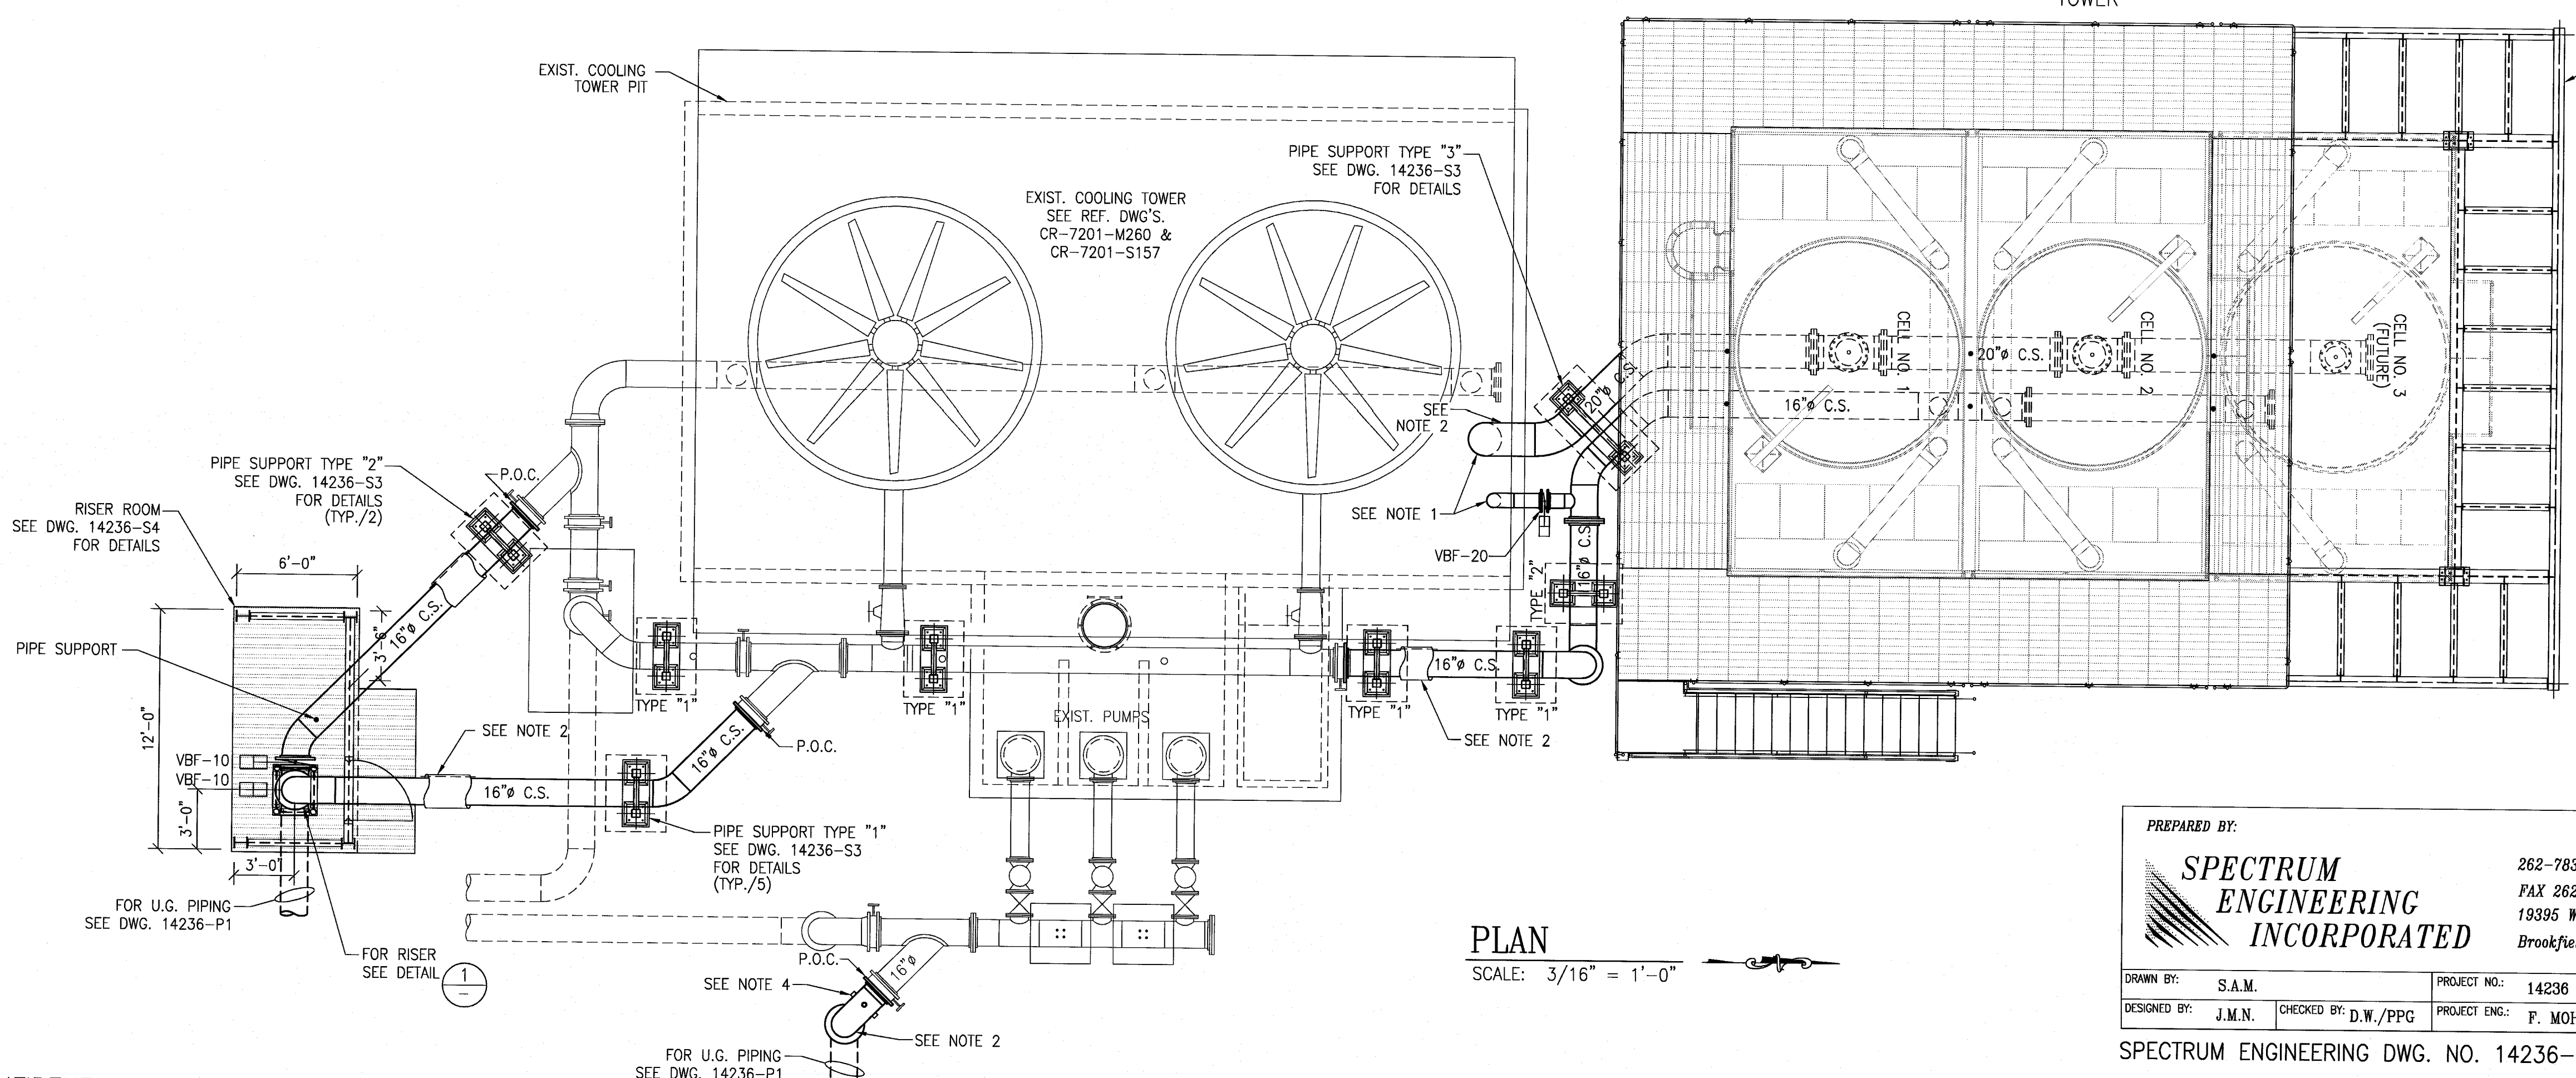 TOWER
EXIST. COOLING
TOWER PIT
EXIST. COOLING TOWER
SEE REF. DWG'S.
CR-7201-M260 &
CR-7201-S157
PIPE SUPPORT TYPE "3"
SEE DWG. 14236-S3
FOR DETAILS
CELL NO. 1
CELL NO. 2
CELL NO. 3
(FUTURE)
20"ø C.S.
16"ø C.S.
20"ø C.S.
SEE
NOTE 2
SEE NOTE 1
VBF-20
16"ø C.S.
TYPE "2"
PIPE SUPPORT TYPE "2"
SEE DWG. 14236-S3
FOR DETAILS
(TYP./2)
P.O.C.
RISER ROOM
SEE DWG. 14236-S4
FOR DETAILS
6'-0"
16"ø C.S.
3'-6"
PIPE SUPPORT
12'-0"
VBF-10
VBF-10
3'-0"
3'-0"
SEE NOTE 2
16"ø C.S.
16"ø C.S.
P.O.C.
TYPE "1"
TYPE "1"
EXIST. PUMPS
16"ø C.S.
TYPE "1"
TYPE "1"
SEE NOTE 2
PIPE SUPPORT TYPE "1"
SEE DWG. 14236-S3
FOR DETAILS
(TYP./5)
FOR U.G. PIPING
SEE DWG. 14236-P1
FOR RISER
SEE DETAIL
1
-
P.O.C.
16"ø
SEE NOTE 4
SEE NOTE 2
FOR U.G. PIPING
SEE DWG. 14236-P1
PLAN
SCALE: 3/16" = 1'-0"
PREPARED BY:
SPECTRUM
ENGINEERING
INCORPORATED
262-783
FAX 262
19395 W
Brookfie
DRAWN BY: S.A.M.
PROJECT NO.: 14236
DESIGNED BY: J.M.N.
CHECKED BY: D.W./PPG
PROJECT ENG.: F. MOH
SPECTRUM ENGINEERING DWG. NO. 14236-